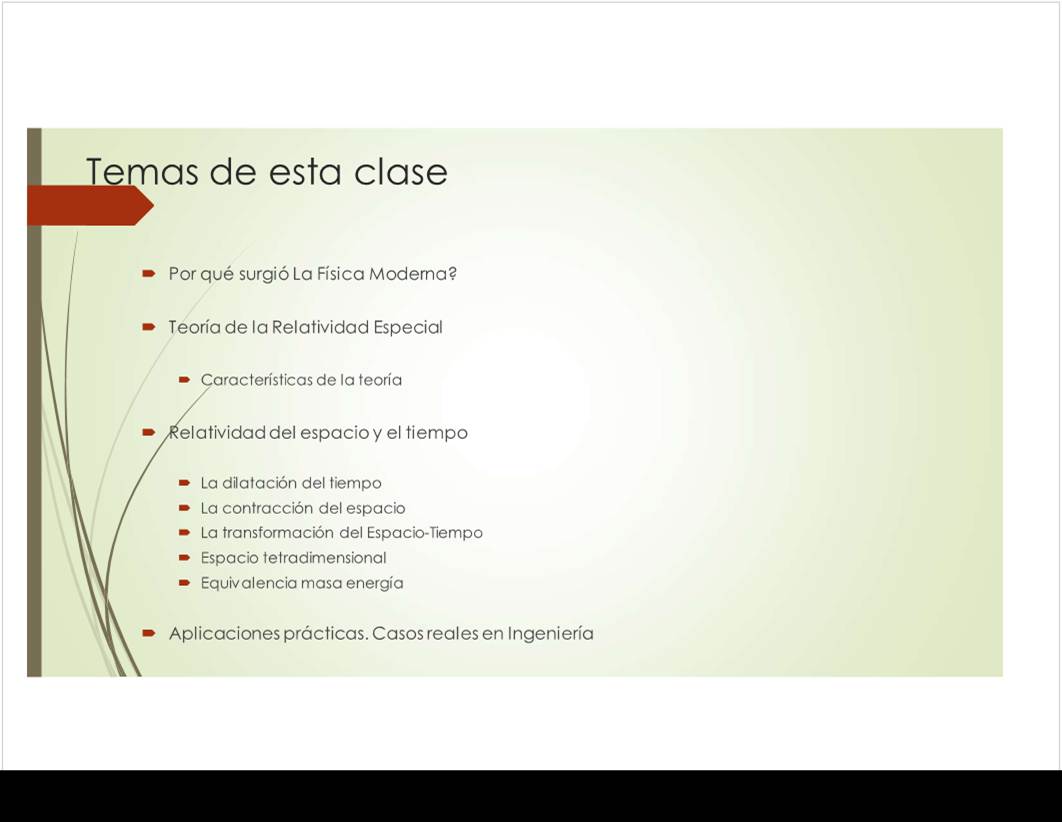 Temas de esta clase
Por qué surgió La Física Moderna?
Teoría de la Relatividad Especial
Características de la teoría
Relatividad del espacio y el tiempo
La dilatación del tiempo
La contracción del espacio
La transformación del Espacio-Tiempo
Espacio tetradimensional
Equivalencia masa energía
Aplicaciones prácticas. Casos reales en Ingeniería